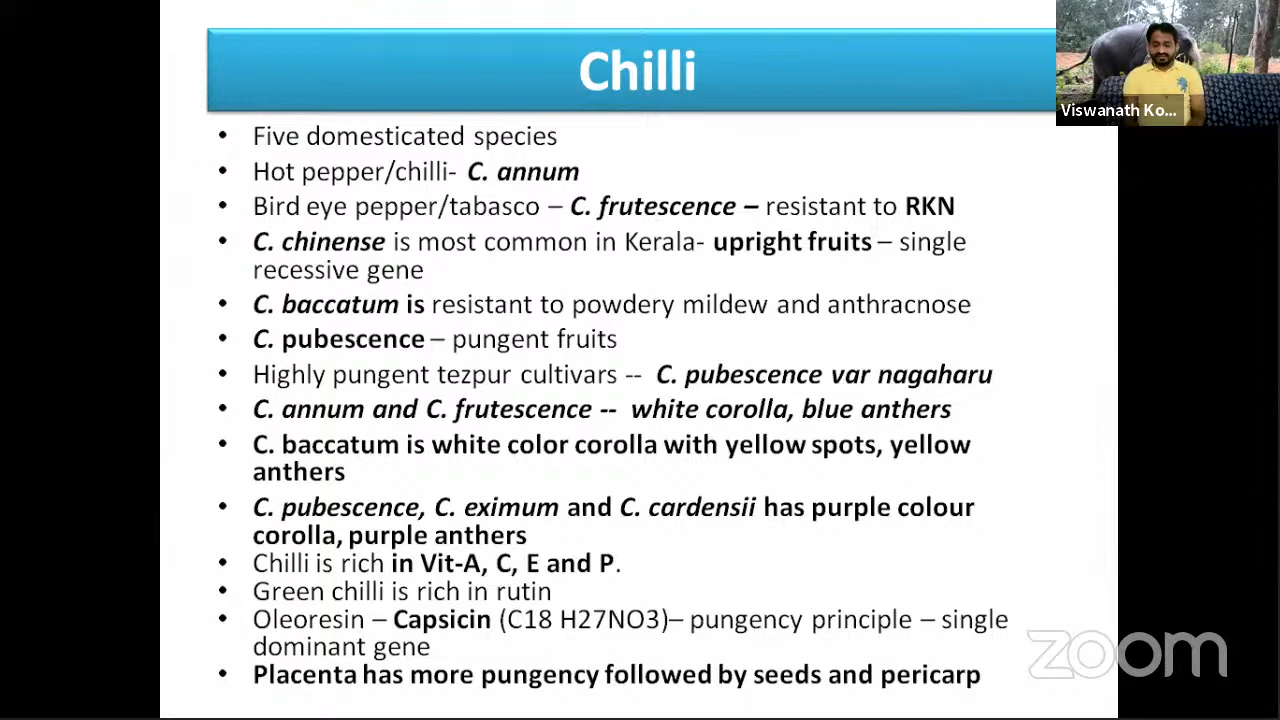 Chilli
Viswanath Ko...
• Five domesticated species
• Hot pepper/chilli- C. annum
• Bird eye pepper/tabasco – C. frutescence – resistant to RKN
• C. chinense is most common in Kerala- upright fruits – single
recessive gene
• C. baccatum is resistant to powdery mildew and anthracnose
• C. pubescence – pungent fruits
• Highly pungent tezpur cultivars -- C. pubescence var nagaharu
• C. annum and C. frutescence -- white corolla, blue anthers
• C. baccatum is white color corolla with yellow spots, yellow
anthers
• C. pubescence, C. eximum and C. cardensii has purple colour
corolla, purple anthers
• Chilli is rich in Vit-A, C, E and P.
• Green chilli is rich in rutin
• Oleoresin – Capsicin (C18 H27NO3)– pungency principle – single
dominant gene
• Placenta has more pungency followed by seeds and pericarp
zoom